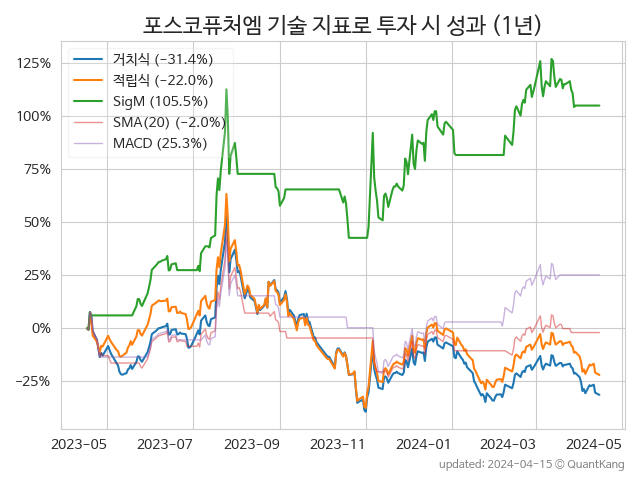 포스코퓨처엠 기술 지표로 투자 시 성과 (1년)
거치식 (−31.4%)
적립식 (−22.0%)
SigM (105.5%)
SMA(20) (−2.0%)
MACD (25.3%)
125%
100%
75%
50%
25%
0%
−25%
2023-05 2023-07 2023-09 2023-11 2024-01 2024-03 2024-05
updated: 2024-04-15 © QuantKang